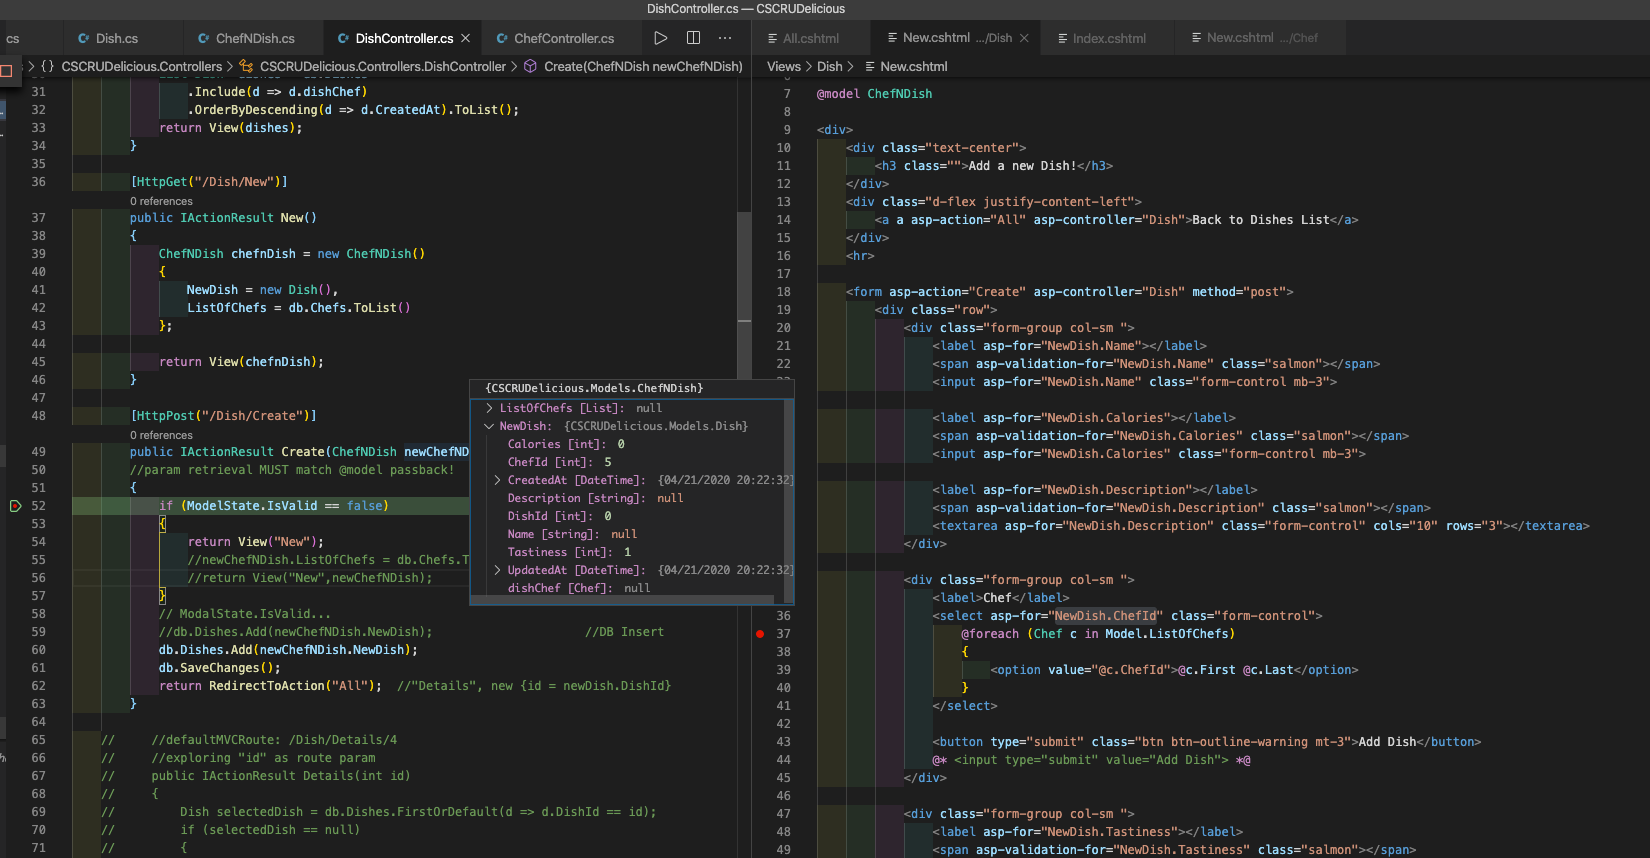 DishController.cs — CSCRUDelicious
cs
C# Dish.cs
C# ChefNDish.cs
C# DishController.cs ×
C# ChefController.cs
All.cshtml
New.cshtml .../Dish ×
Index.cshtml
New.cshtml .../Chef
> {} CSCRUDelicious.Controllers > CSCRUDelicious.Controllers.DishController > Create(ChefNDish newChefNDish)
Views > Dish > New.cshtml
31 .Include(d => d.dishChef)
32 .OrderByDescending(d => d.CreatedAt).ToList();
33 return View(dishes);
34 }
35
36 [HttpGet("/Dish/New")]
0 references
37 public IActionResult New()
38 {
39 ChefNDish chefnDish = new ChefNDish()
40 {
41 NewDish = new Dish(),
42 ListOfChefs = db.Chefs.ToList()
43 };
44
45 return View(chefnDish);
46 }
47
48 [HttpPost("/Dish/Create")]
0 references
49 public IActionResult Create(ChefNDish newChefND
50 //param retrieval MUST match @model passback!
51 {
52 if (ModelState.IsValid == false)
53 {
54 return View("New");
55 //newChefNDish.ListOfChefs = db.Chefs.T
56 //return View("New",newChefNDish);
57 }
58 // ModalState.IsValid...
59 //db.Dishes.Add(newChefNDish.NewDish); //DB Insert
60 db.Dishes.Add(newChefNDish.NewDish);
61 db.SaveChanges();
62 return RedirectToAction("All"); //"Details", new {id = newDish.DishId}
63 }
64
65 // //defaultMVCRoute: /Dish/Details/4
66 // //exploring "id" as route param
67 // public IActionResult Details(int id)
68 // {
69 // Dish selectedDish = db.Dishes.FirstOrDefault(d => d.DishId == id);
70 // if (selectedDish == null)
71 // {
{CSCRUDelicious.Models.ChefNDish}
> ListOfChefs [List]: null
NewDish: {CSCRUDelicious.Models.Dish}
Calories [int]: 0
ChefId [int]: 5
> CreatedAt [DateTime]: {04/21/2020 20:22:32}
Description [string]: null
DishId [int]: 0
Name [string]: null
Tastiness [int]: 1
> UpdatedAt [DateTime]: {04/21/2020 20:22:32}
dishChef [Chef]: null
7 @model ChefNDish
8
9 <div>
10 <div class="text-center">
11 <h3 class="">Add a new Dish!</h3>
12 </div>
13 <div class="d-flex justify-content-left">
14 <a a asp-action="All" asp-controller="Dish">Back to Dishes List</a>
15 </div>
16 <hr>
17
18 <form asp-action="Create" asp-controller="Dish" method="post">
19 <div class="row">
20 <div class="form-group col-sm ">
21 <label asp-for="NewDish.Name"></label>
22 <span asp-validation-for="NewDish.Name" class="salmon"></span>
<input asp-for="NewDish.Name" class="form-control mb-3">
<label asp-for="NewDish.Calories"></label>
<span asp-validation-for="NewDish.Calories" class="salmon"></span>
<input asp-for="NewDish.Calories" class="form-control mb-3">
<label asp-for="NewDish.Description"></label>
<span asp-validation-for="NewDish.Description" class="salmon"></span>
<textarea asp-for="NewDish.Description" class="form-control" cols="10" rows="3"></textarea>
</div>
<div class="form-group col-sm ">
<label>Chef</label>
36 <select asp-for="NewDish.ChefId" class="form-control">
37 @foreach (Chef c in Model.ListOfChefs)
38 {
39 <option value="@c.ChefId">@c.First @c.Last</option>
40 }
41 </select>
42
43 <button type="submit" class="btn btn-outline-warning mt-3">Add Dish</button>
44 @* <input type="submit" value="Add Dish"> *@
45 </div>
46
47 <div class="form-group col-sm ">
48 <label asp-for="NewDish.Tastiness"></label>
49 <span asp-validation-for="NewDish.Tastiness" class="salmon"></span>